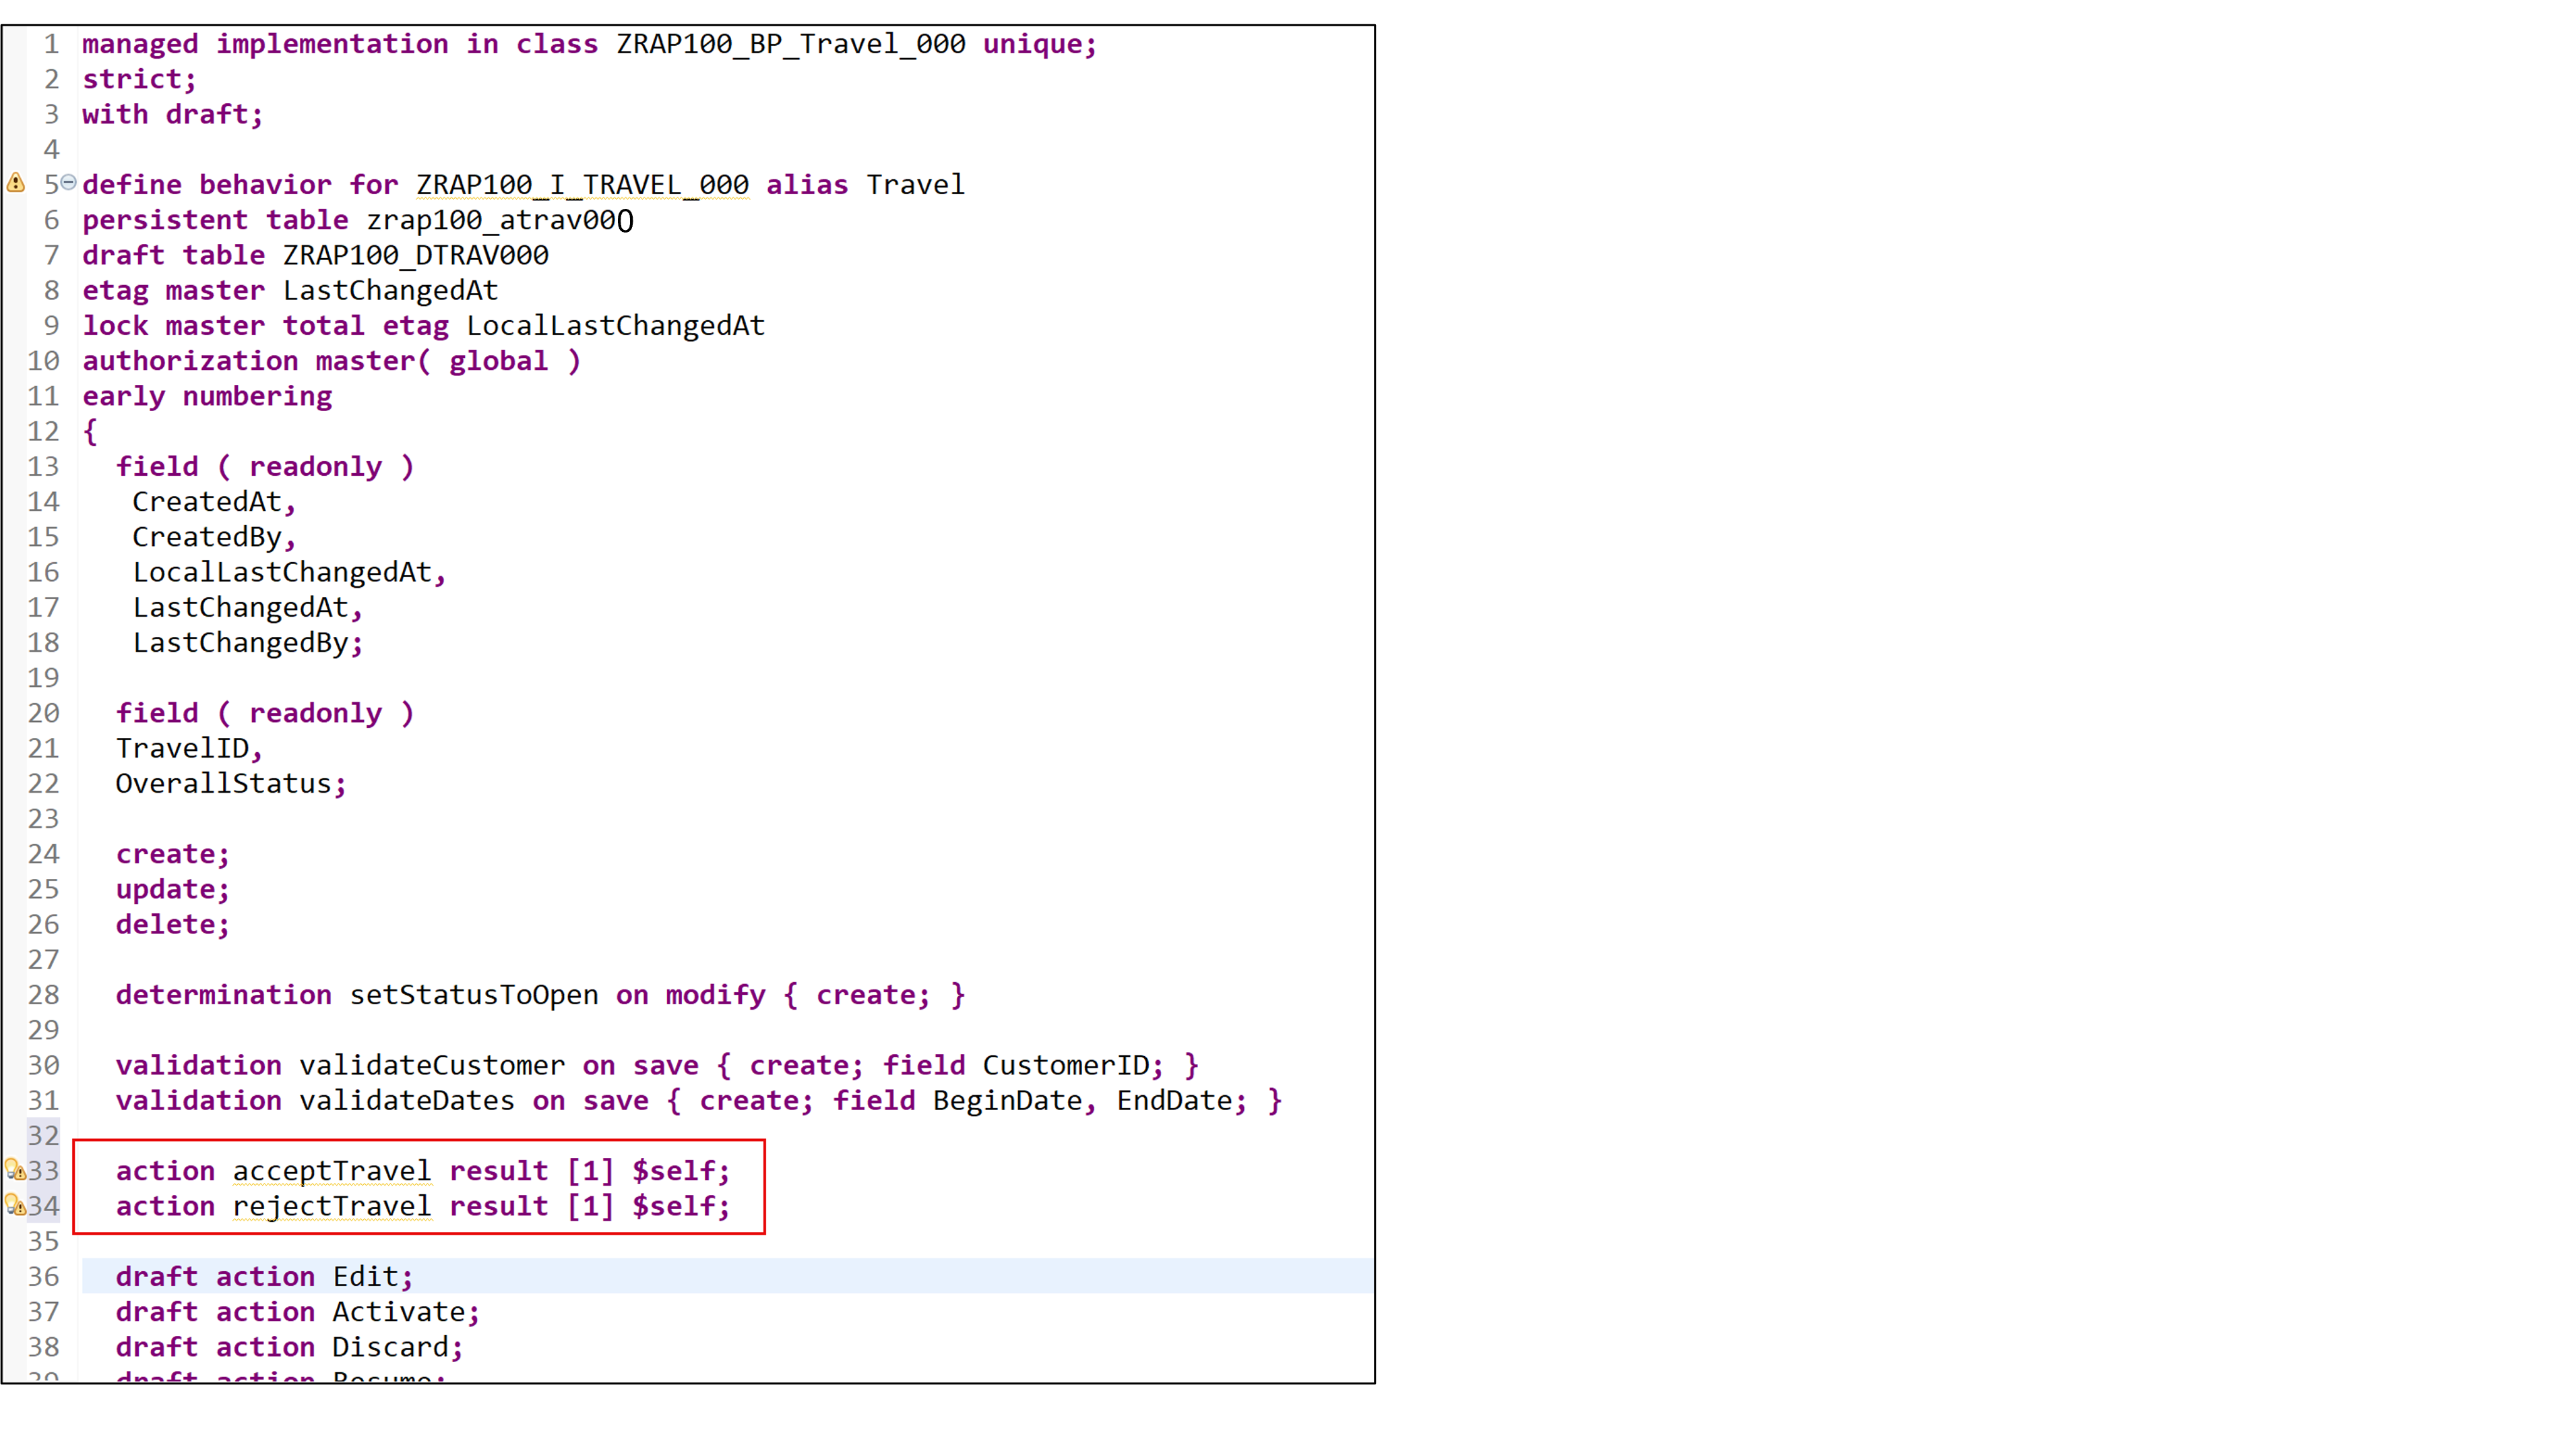 1 managed implementation in class ZRAP100_BP_Travel_000 unique;
2 strict;
3 with draft;
4
5 define behavior for ZRAP100_I_TRAVEL_000 alias Travel
6 persistent table zrap100_atrav000
7 draft table ZRAP100_DTRAV000
8 etag master LastChangedAt
9 lock master total etag LocalLastChangedAt
10 authorization master( global )
11 early numbering
12 {
13 field ( readonly )
14 CreatedAt,
15 CreatedBy,
16 LocalLastChangedAt,
17 LastChangedAt,
18 LastChangedBy;
19
20 field ( readonly )
21 TravelID,
22 OverallStatus;
23
24 create;
25 update;
26 delete;
27
28 determination setStatusToOpen on modify { create; }
29
30 validation validateCustomer on save { create; field CustomerID; }
31 validation validateDates on save { create; field BeginDate, EndDate; }
32
33 action acceptTravel result [1] $self;
34 action rejectTravel result [1] $self;
35
36 draft action Edit;
37 draft action Activate;
38 draft action Discard;
39 draft action Resume;